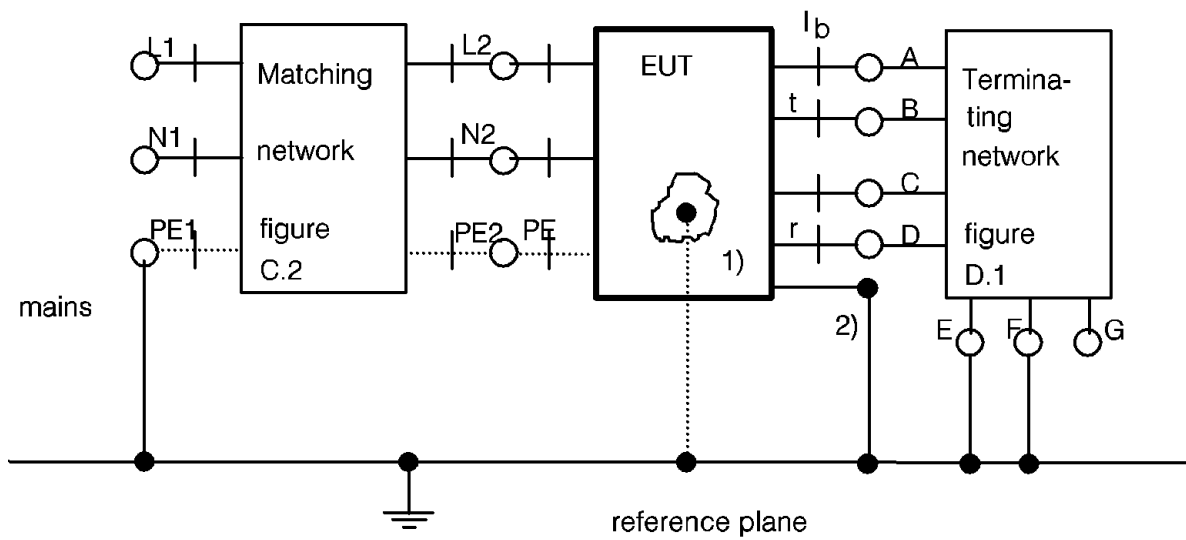 L1
Matching
L2
EUT
Ib
A
Termina-
ting
network
N1
network
N2
t
B
C
PE1
figure
C.2
PE2
PE
1)
r
D
figure
D.1
mains
2)
E
F
G
reference plane